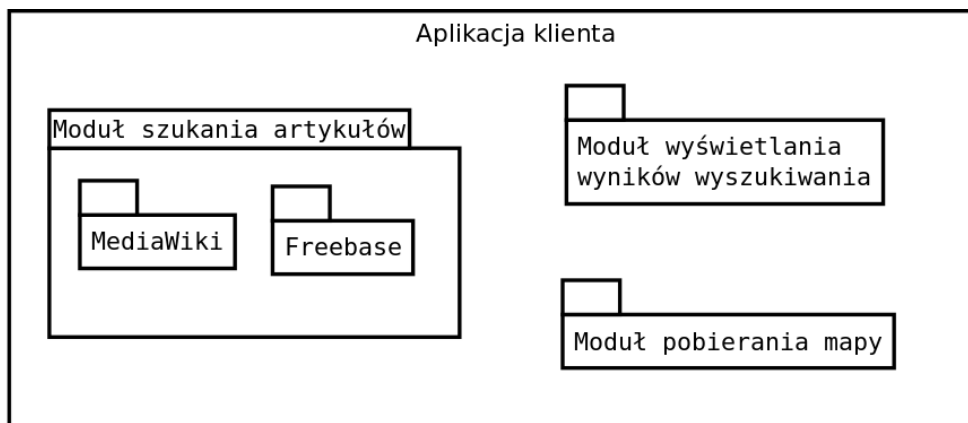 Aplikacja klienta
Moduł szukania artykułów
MediaWiki
Freebase
Moduł wyświetlania
wyników wyszukiwania
Moduł pobierania mapy